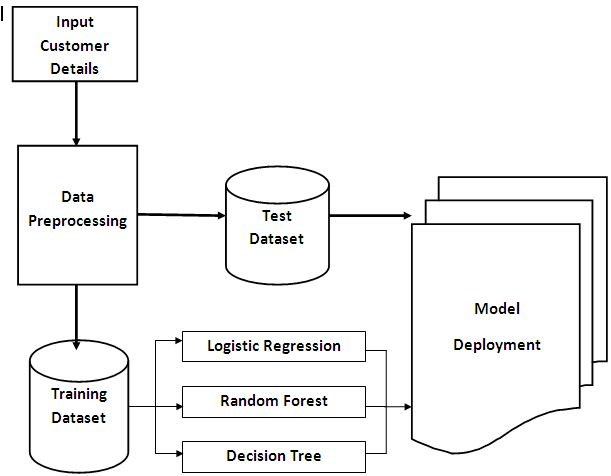 Input
Customer
Details
Data
Preprocessing
Test
Dataset
Model
Deployment
Training
Dataset
Logistic Regression
Random Forest
Decision Tree